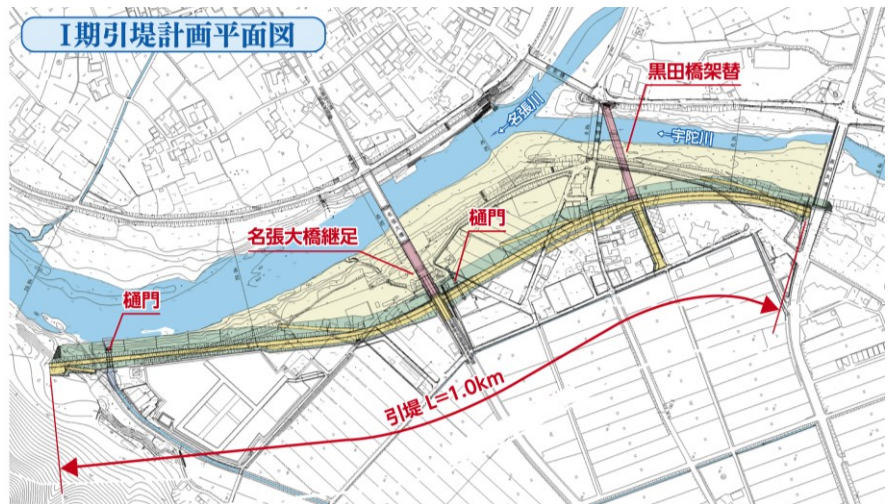 Ⅰ期引堤計画平面図
黒田橋架替
←名張川
←宇陀川
樋門
名張大橋継足
樋門
引堤 L=1.0km